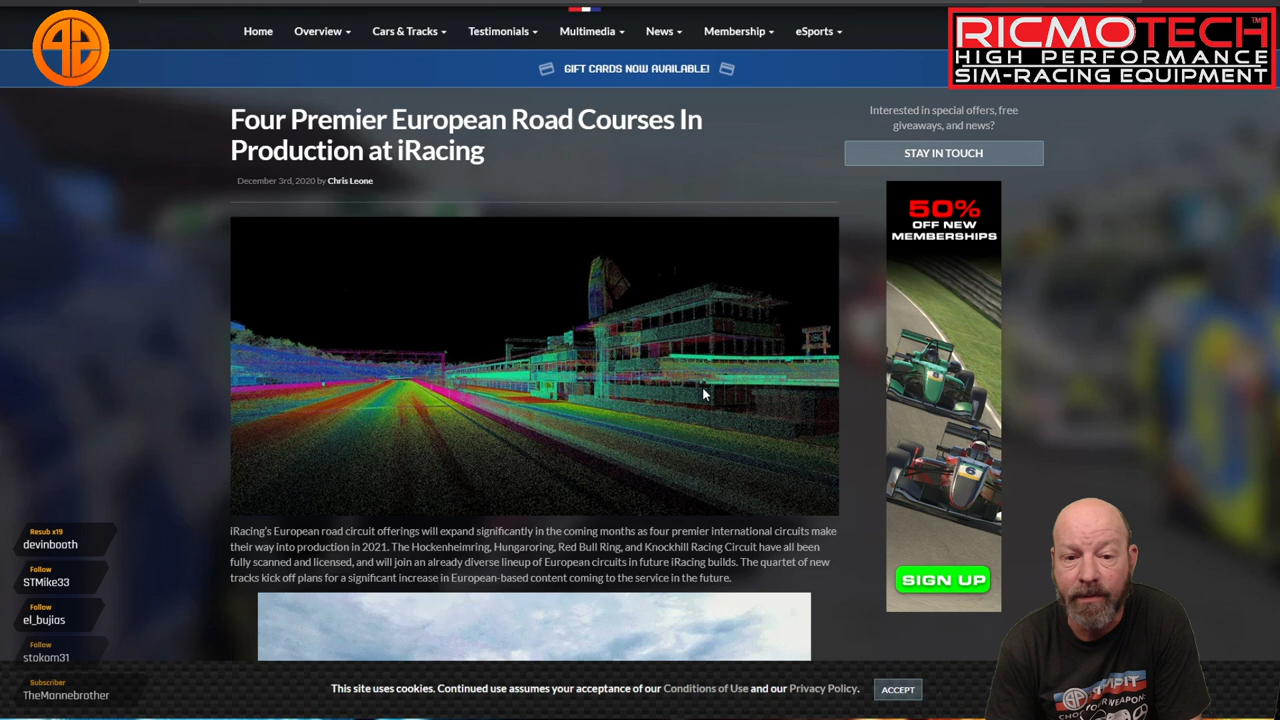 Home Overview Cars & Tracks Testimonials Multimedia News Membership eSports
RICMOTECH™
HIGH PERFORMANCE
SIM-RACING EQUIPMENT
GIFT CARDS NOW AVAILABLE!
Four Premier European Road Courses In
Production at iRacing
December 3rd, 2020 by Chris Leone
Interested in special offers, free
giveaways, and news?
STAY IN TOUCH
50%
OFF NEW
MEMBERSHIPS
SIGN UP
iRacing's European road circuit offerings will expand significantly in the coming months as four premier international circuits make
their way into production in 2021. The Hockenheimring, Hungaroring, Red Bull Ring, and Knockhill Racing Circuit have all been
fully scanned and licensed, and will join an already diverse lineup of European circuits in future iRacing builds. The quartet of new
tracks kick off plans for a significant increase in European-based content coming to the service in the future.
Resub x19
devinbooth
Follow
STMike33
Follow
el_bujias
Follow
stokom31
Subscriber
TheMannebrother
This site uses cookies. Continued use assumes your acceptance of our Conditions of Use and our Privacy Policy.
ACCEPT